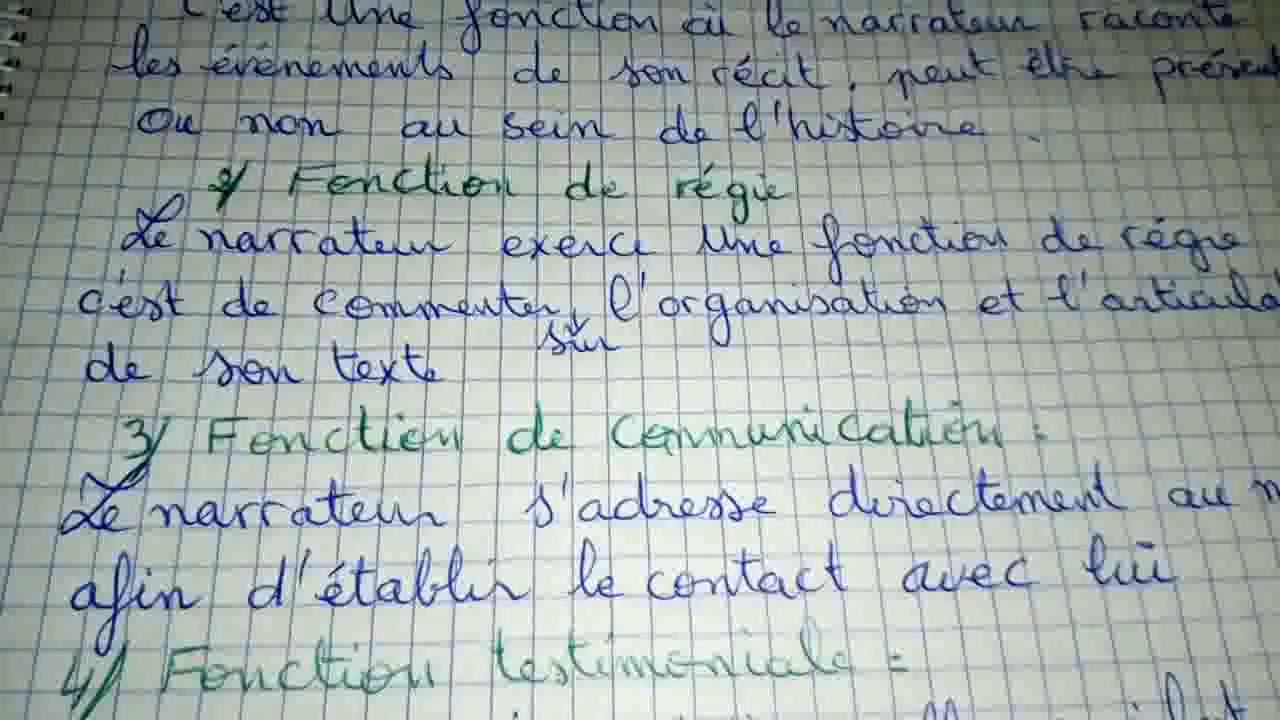 C'est une fonction où le narrateur raconte
les événements de son récit, peut être présent
Ou non au sein de l'histoire.
2/ Fonction de régie
Le narrateur exerce une fonction de régie
c'est de commenter l'organisation et l'articula
sur
de son texte
3/ Fonction de communication :
Le narrateur s'adresse directement au n
afin d'établir le contact avec lui
4/ Fonction testimoniale :